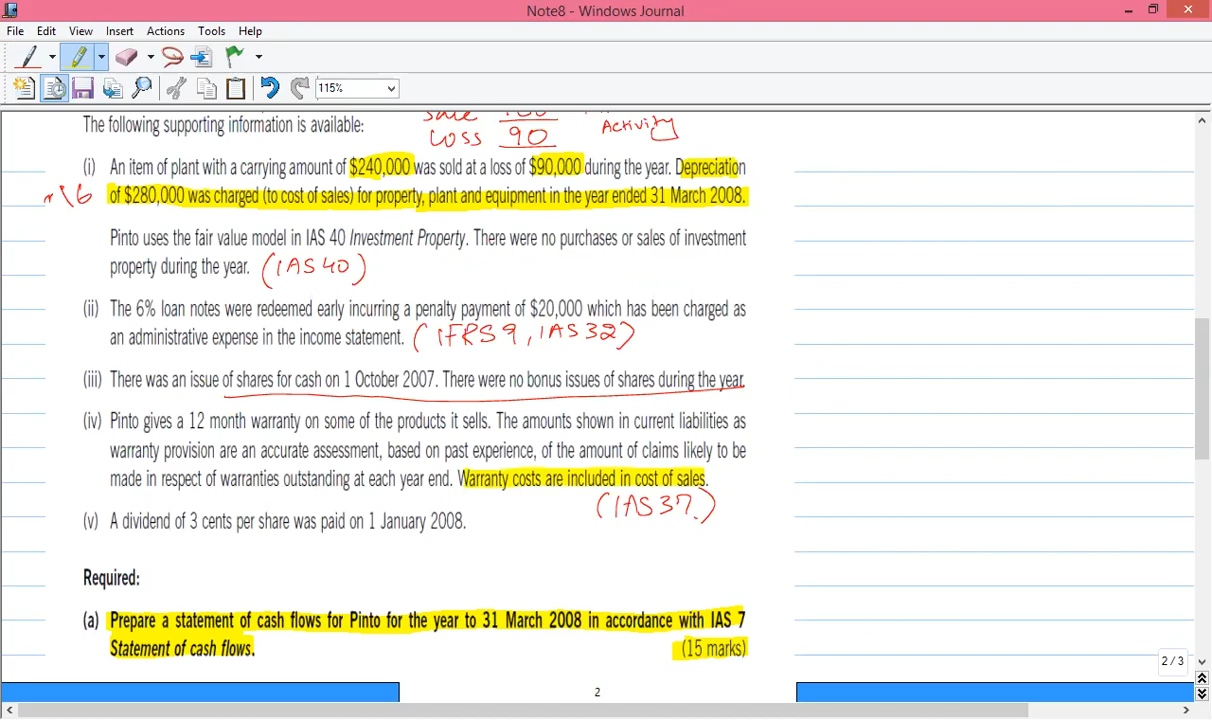 Note8 - Windows Journal
File Edit View Insert Actions Tools Help
115%
The following supporting information is available:
Sale
Activity
Loss 90
(i) An item of plant with a carrying amount of $240,000 was sold at a loss of $90,000 during the year. Depreciation
of $280,000 was charged (to cost of sales) for property, plant and equipment in the year ended 31 March 2008.
Pinto uses the fair value model in IAS 40 Investment Property. There were no purchases or sales of investment
property during the year. (IAS 40)
(ii) The 6% loan notes were redeemed early incurring a penalty payment of $20,000 which has been charged as
an administrative expense in the income statement. (IFRS 9, IAS 32)
(iii) There was an issue of shares for cash on 1 October 2007. There were no bonus issues of shares during the year.
(iv) Pinto gives a 12 month warranty on some of the products it sells. The amounts shown in current liabilities as
warranty provision are an accurate assessment, based on past experience, of the amount of claims likely to be
made in respect of warranties outstanding at each year end. Warranty costs are included in cost of sales.
(IAS 37)
(v) A dividend of 3 cents per share was paid on 1 January 2008.
Required:
(a) Prepare a statement of cash flows for Pinto for the year to 31 March 2008 in accordance with IAS 7
Statement of cash flows. (15 marks)
2 / 3
2